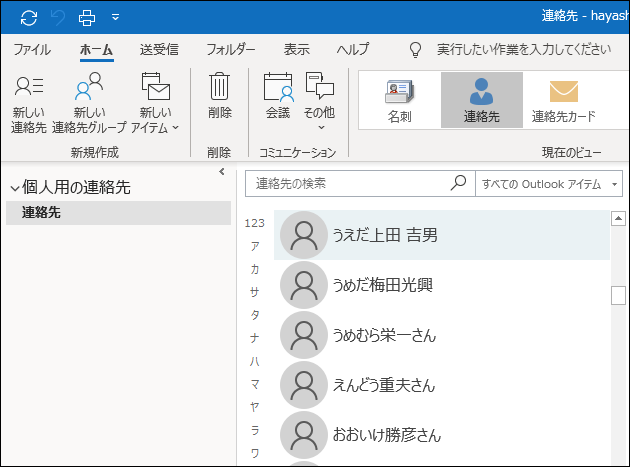 連絡先 - hayash
ファイル ホーム 送受信 フォルダー 表示 ヘルプ 実行したい作業を入力してください
新しい 連絡先
新しい 連絡先グループ
新しい アイテム
削除
会議
その他
名刺
連絡先
連絡先カード
新規作成 削除 コミュニケーション 現在のビュー
個人用の連絡先
連絡先
連絡先の検索 すべての Outlook アイテム
123
ア
カ
サ
タ
ナ
ハ
マ
ヤ
ラ
ワ
うえだ上田 吉男
うめだ梅田光興
うめむら栄一さん
えんどう重夫さん
おおいけ勝彦さん